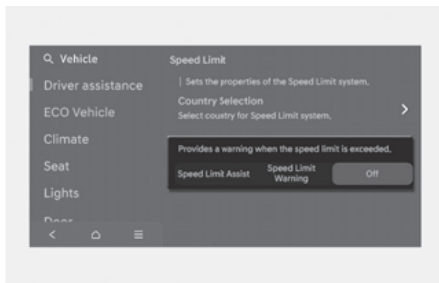 Vehicle
Driver assistance
ECO Vehicle
Climate
Seat
Lights
Door
Speed Limit
Sets the properties of the Speed Limit system.
Country Selection
Select country for Speed Limit system.
Provides a warning when the speed limit is exceeded.
Speed Limit Assist
Speed Limit
Warning
Off